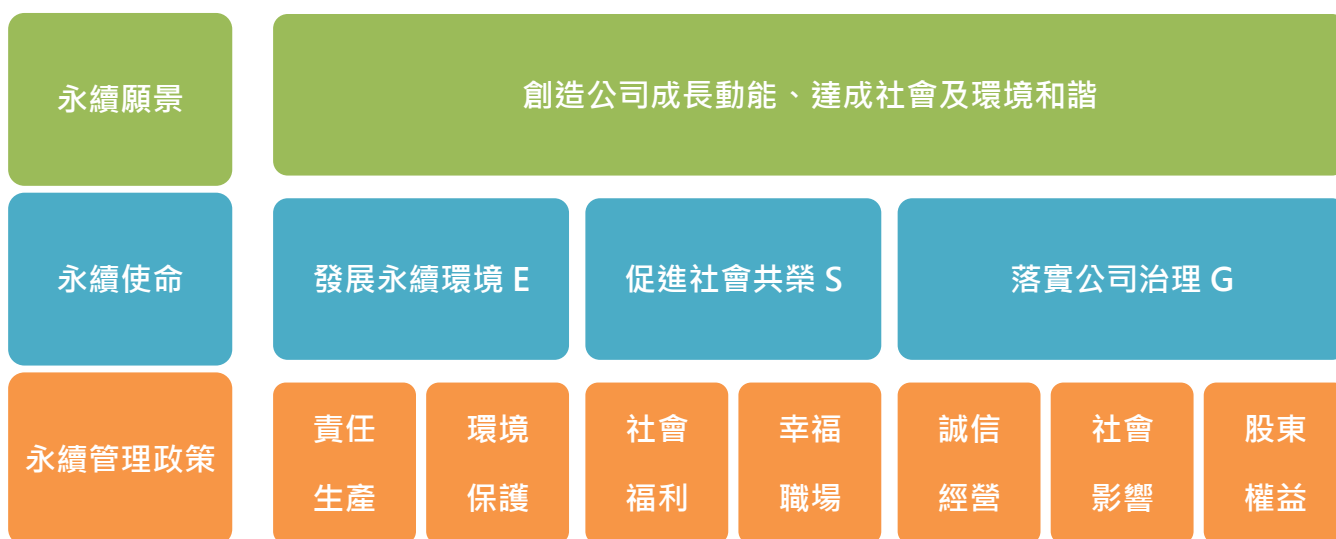 永續願景
創造公司成長動能、達成社會及環境和諧
永續使命
發展永續環境 E
促進社會共榮 S
落實公司治理 G
永續管理政策
責任
生產
環境
保護
社會
福利
幸福
職場
誠信
經營
社會
影響
股東
權益